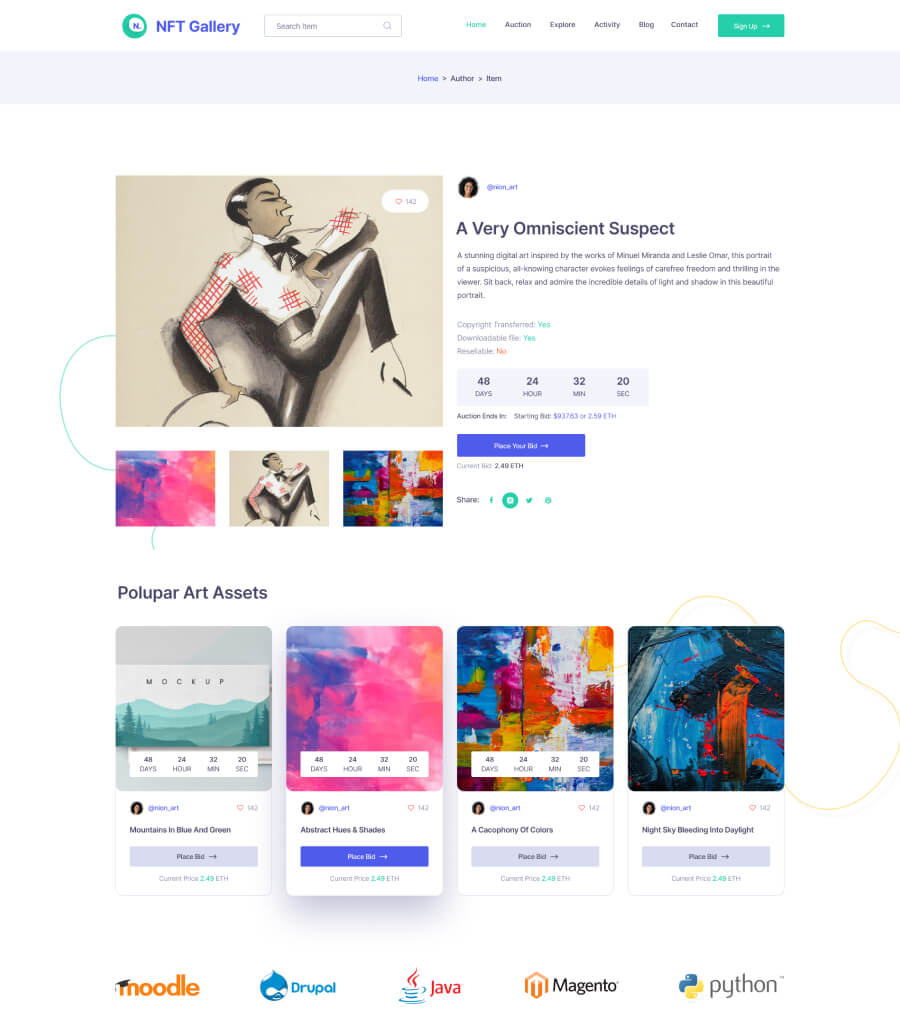 N.
NFT Gallery
Search Item
Home
Auction
Explore
Activity
Blog
Contact
Sign Up →
Home > Author > Item
142
@nion_art
A Very Omniscient Suspect
A stunning digital art inspired by the works of Minuel Miranda and Leslie Omar, this portrait
of a suspicious, all-knowing character evokes feelings of carefree freedom and thrilling in the
viewer. Sit back, relax and admire the incredible details of light and shadow in this beautiful
portrait.
Copyright Transferred: Yes
Downloadable file: Yes
Resellable: No
48 24 32 20
DAYS HOUR MIN SEC
Auction Ends In: Starting Bid: $937.63 or 2.59 ETH
Place Your Bid →
Current Bid: 2.49 ETH
Share:
Polupar Art Assets
MOCKUP
48 24 32 20
DAYS HOUR MIN SEC
@nion_art 142
Mountains In Blue And Green
Place Bid →
Current Price 2.49 ETH
48 24 32 20
DAYS HOUR MIN SEC
@nion_art 142
Abstract Hues & Shades
Place Bid →
Current Price 2.49 ETH
48 24 32 20
DAYS HOUR MIN SEC
@nion_art 142
A Cacophony Of Colors
Place Bid →
Current Price 2.49 ETH
@nion_art 142
Night Sky Bleeding Into Daylight
Place Bid →
Current Price 2.49 ETH
moodle
Drupal
Java
Magento
python™